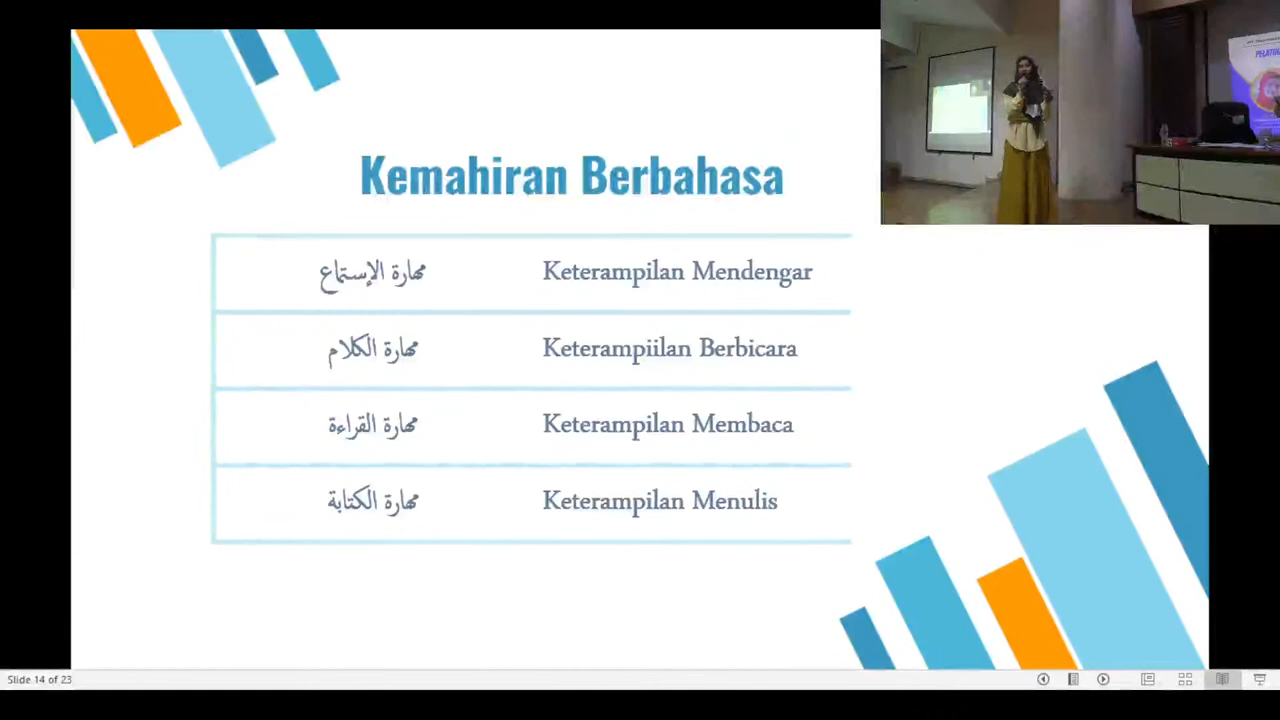 Kemahiran Berbahasa
مهارة الإستماع Keterampilan Mendengar
مهارة الكلام Keterampiilan Berbicara
مهارة القراءة Keterampilan Membaca
مهارة الكتابة Keterampilan Menulis
Slide 14 of 23